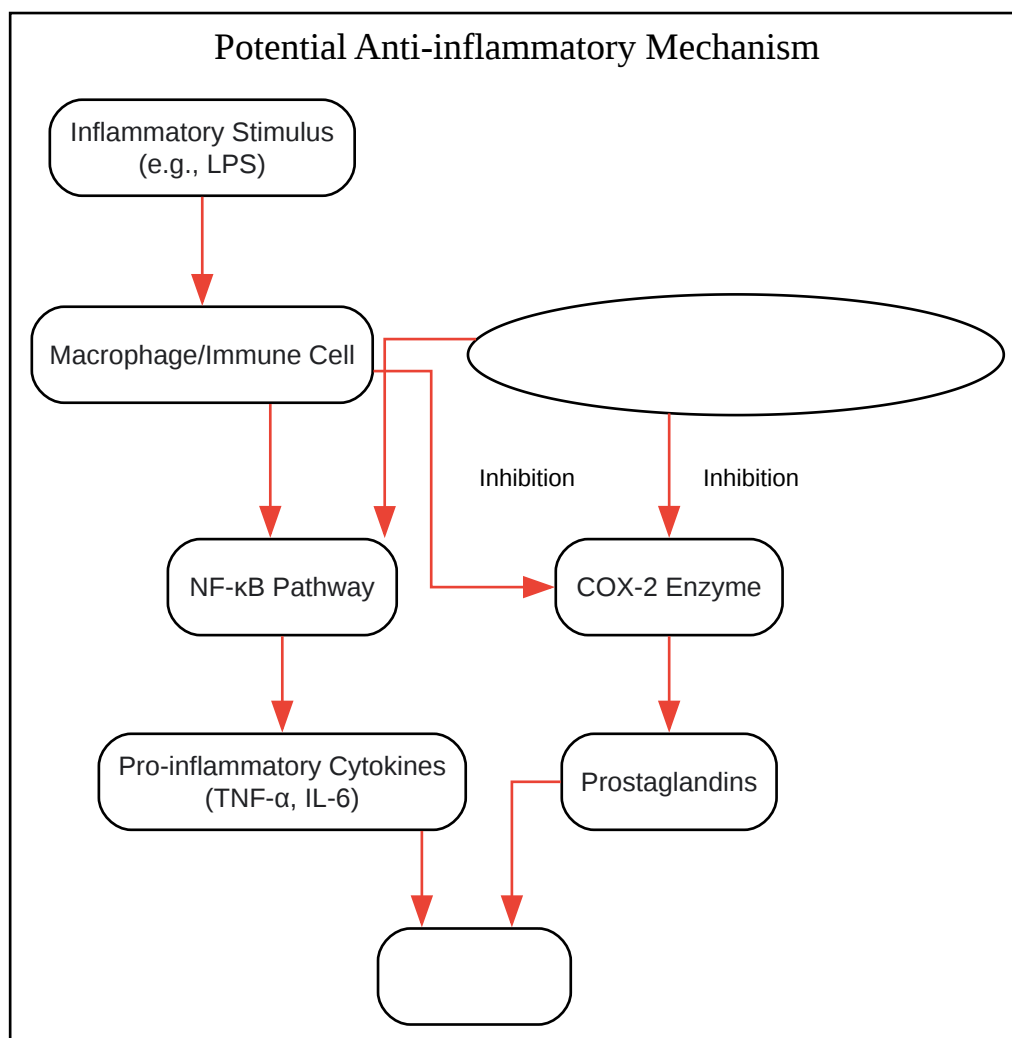 Potential Anti-inflammatory Mechanism
Inflammatory Stimulus
(e.g., LPS)
Macrophage/Immune Cell
Inhibition
Inhibition
NF-κB Pathway
COX-2 Enzyme
Pro-inflammatory Cytokines
(TNF-α, IL-6)
Prostaglandins